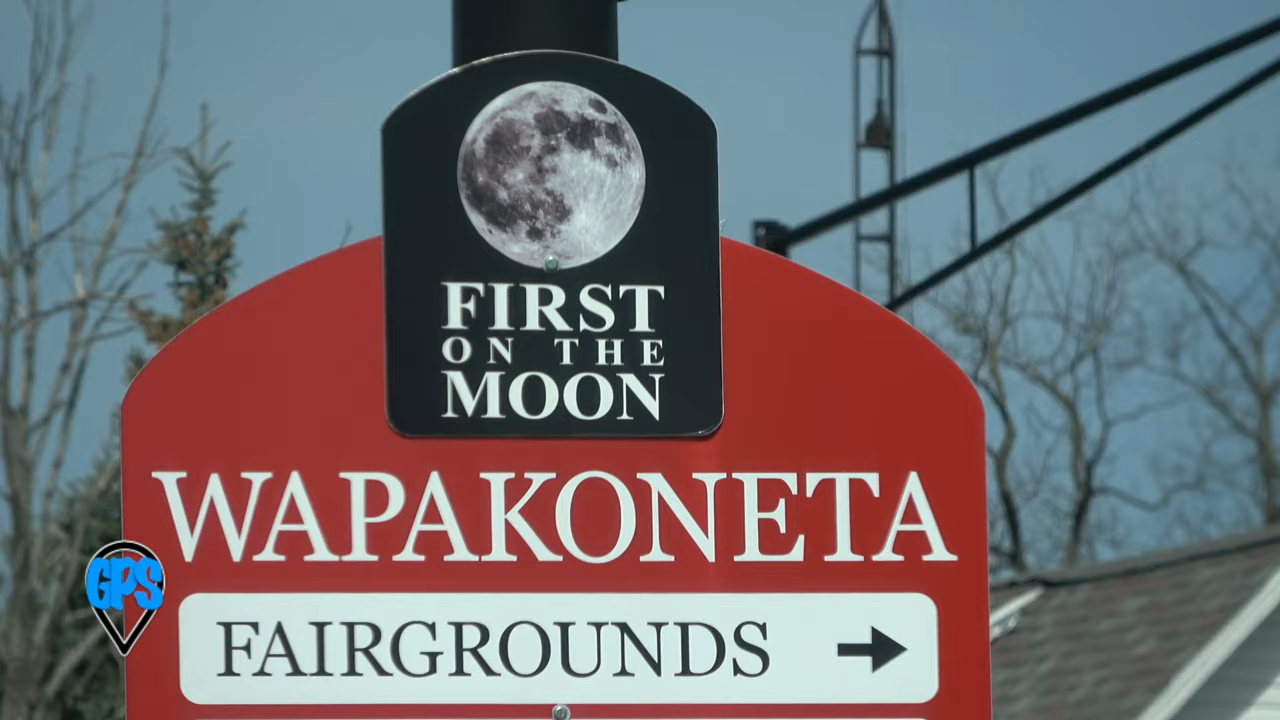 FIRST
ON THE
MOON
WAPAKONETA
GPS
FAIRGROUNDS